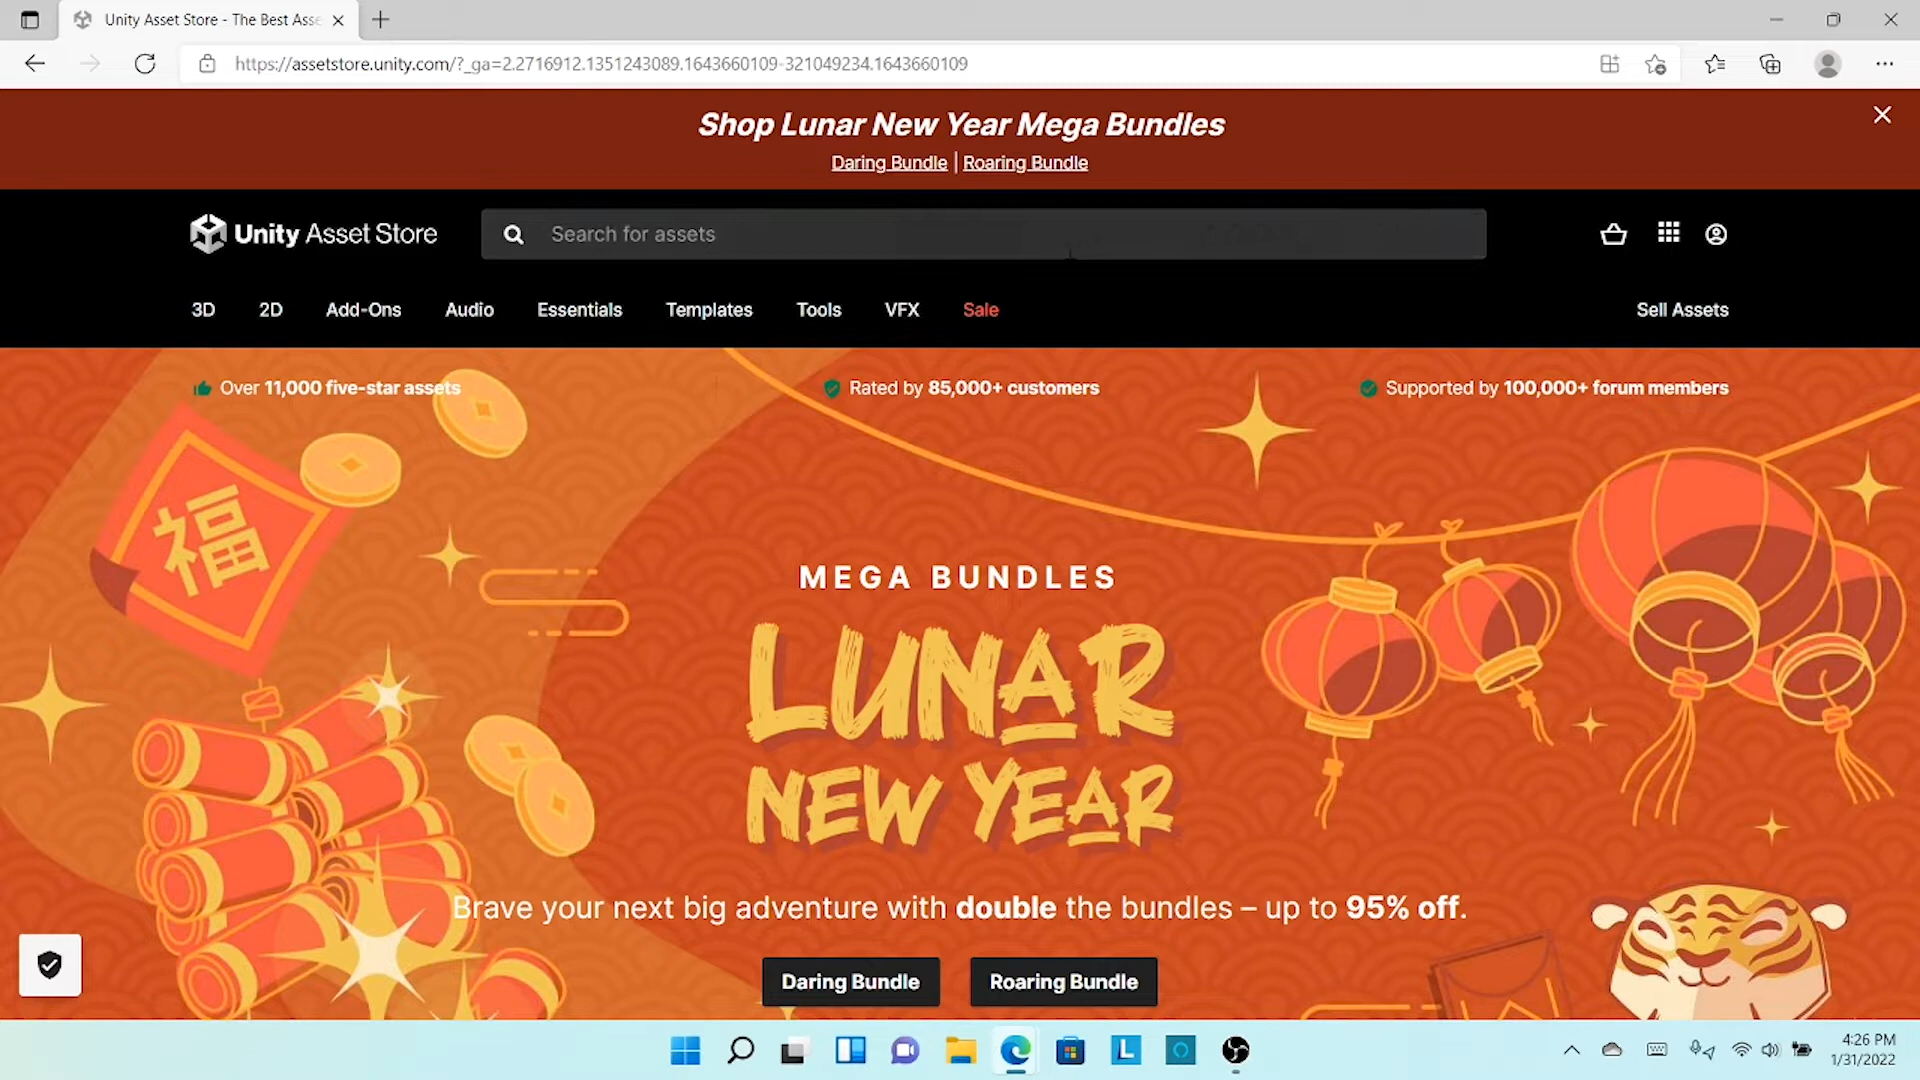 Unity Asset Store - The Best Asse
https://assetstore.unity.com/?_ga=2.2716912.1351243089.1643660109-321049234.1643660109
Shop Lunar New Year Mega Bundles
Daring Bundle | Roaring Bundle
Unity Asset Store
Search for assets
3D 2D Add-Ons Audio Essentials Templates Tools VFX Sale Sell Assets
Over 11,000 five-star assets Rated by 85,000+ customers Supported by 100,000+ forum members
福
MEGA BUNDLES
LUNAR
NEW YEAR
Brave your next big adventure with double the bundles – up to 95% off.
Daring Bundle Roaring Bundle
L
4:26 PM
1/31/2022